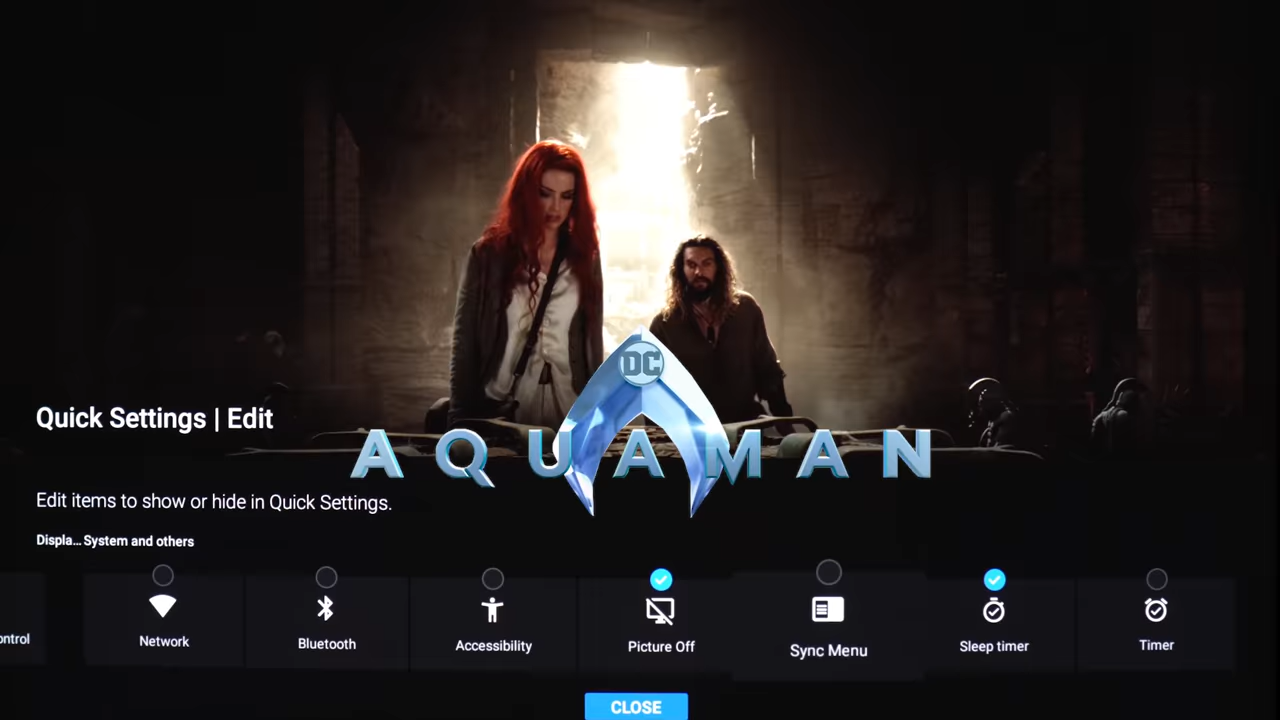 DC
Quick Settings | Edit
AQUAMAN
Edit items to show or hide in Quick Settings.
Displa... System and others
ontrol
Network
Bluetooth
Accessibility
Picture Off
Sync Menu
Sleep timer
Timer
CLOSE